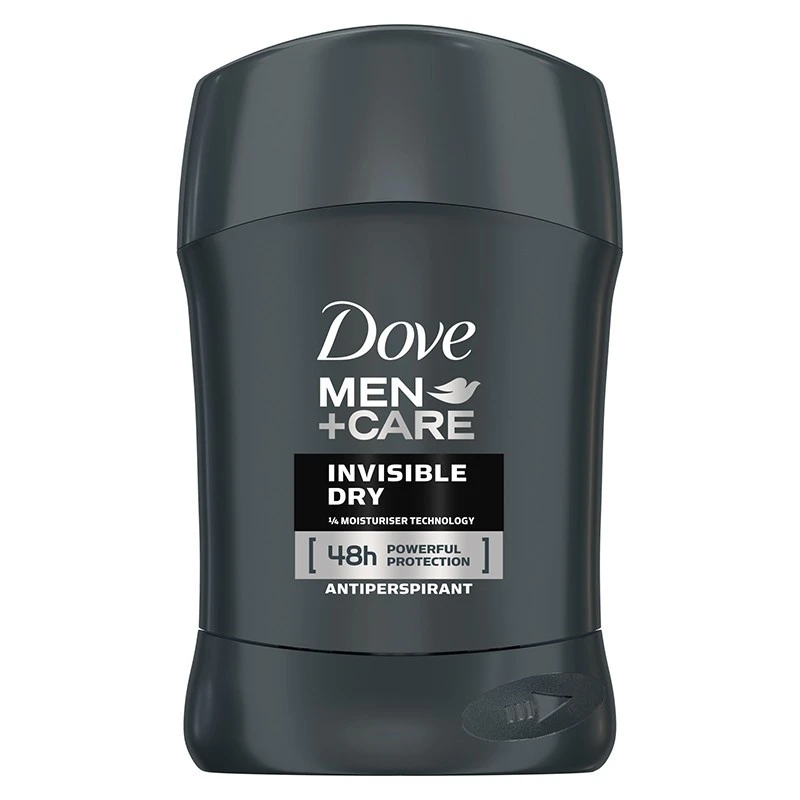 Dove
MEN
+CARE
INVISIBLE
DRY
¼ MOISTURISER TECHNOLOGY
[ 48h POWERFUL
PROTECTION ]
ANTIPERSPIRANT